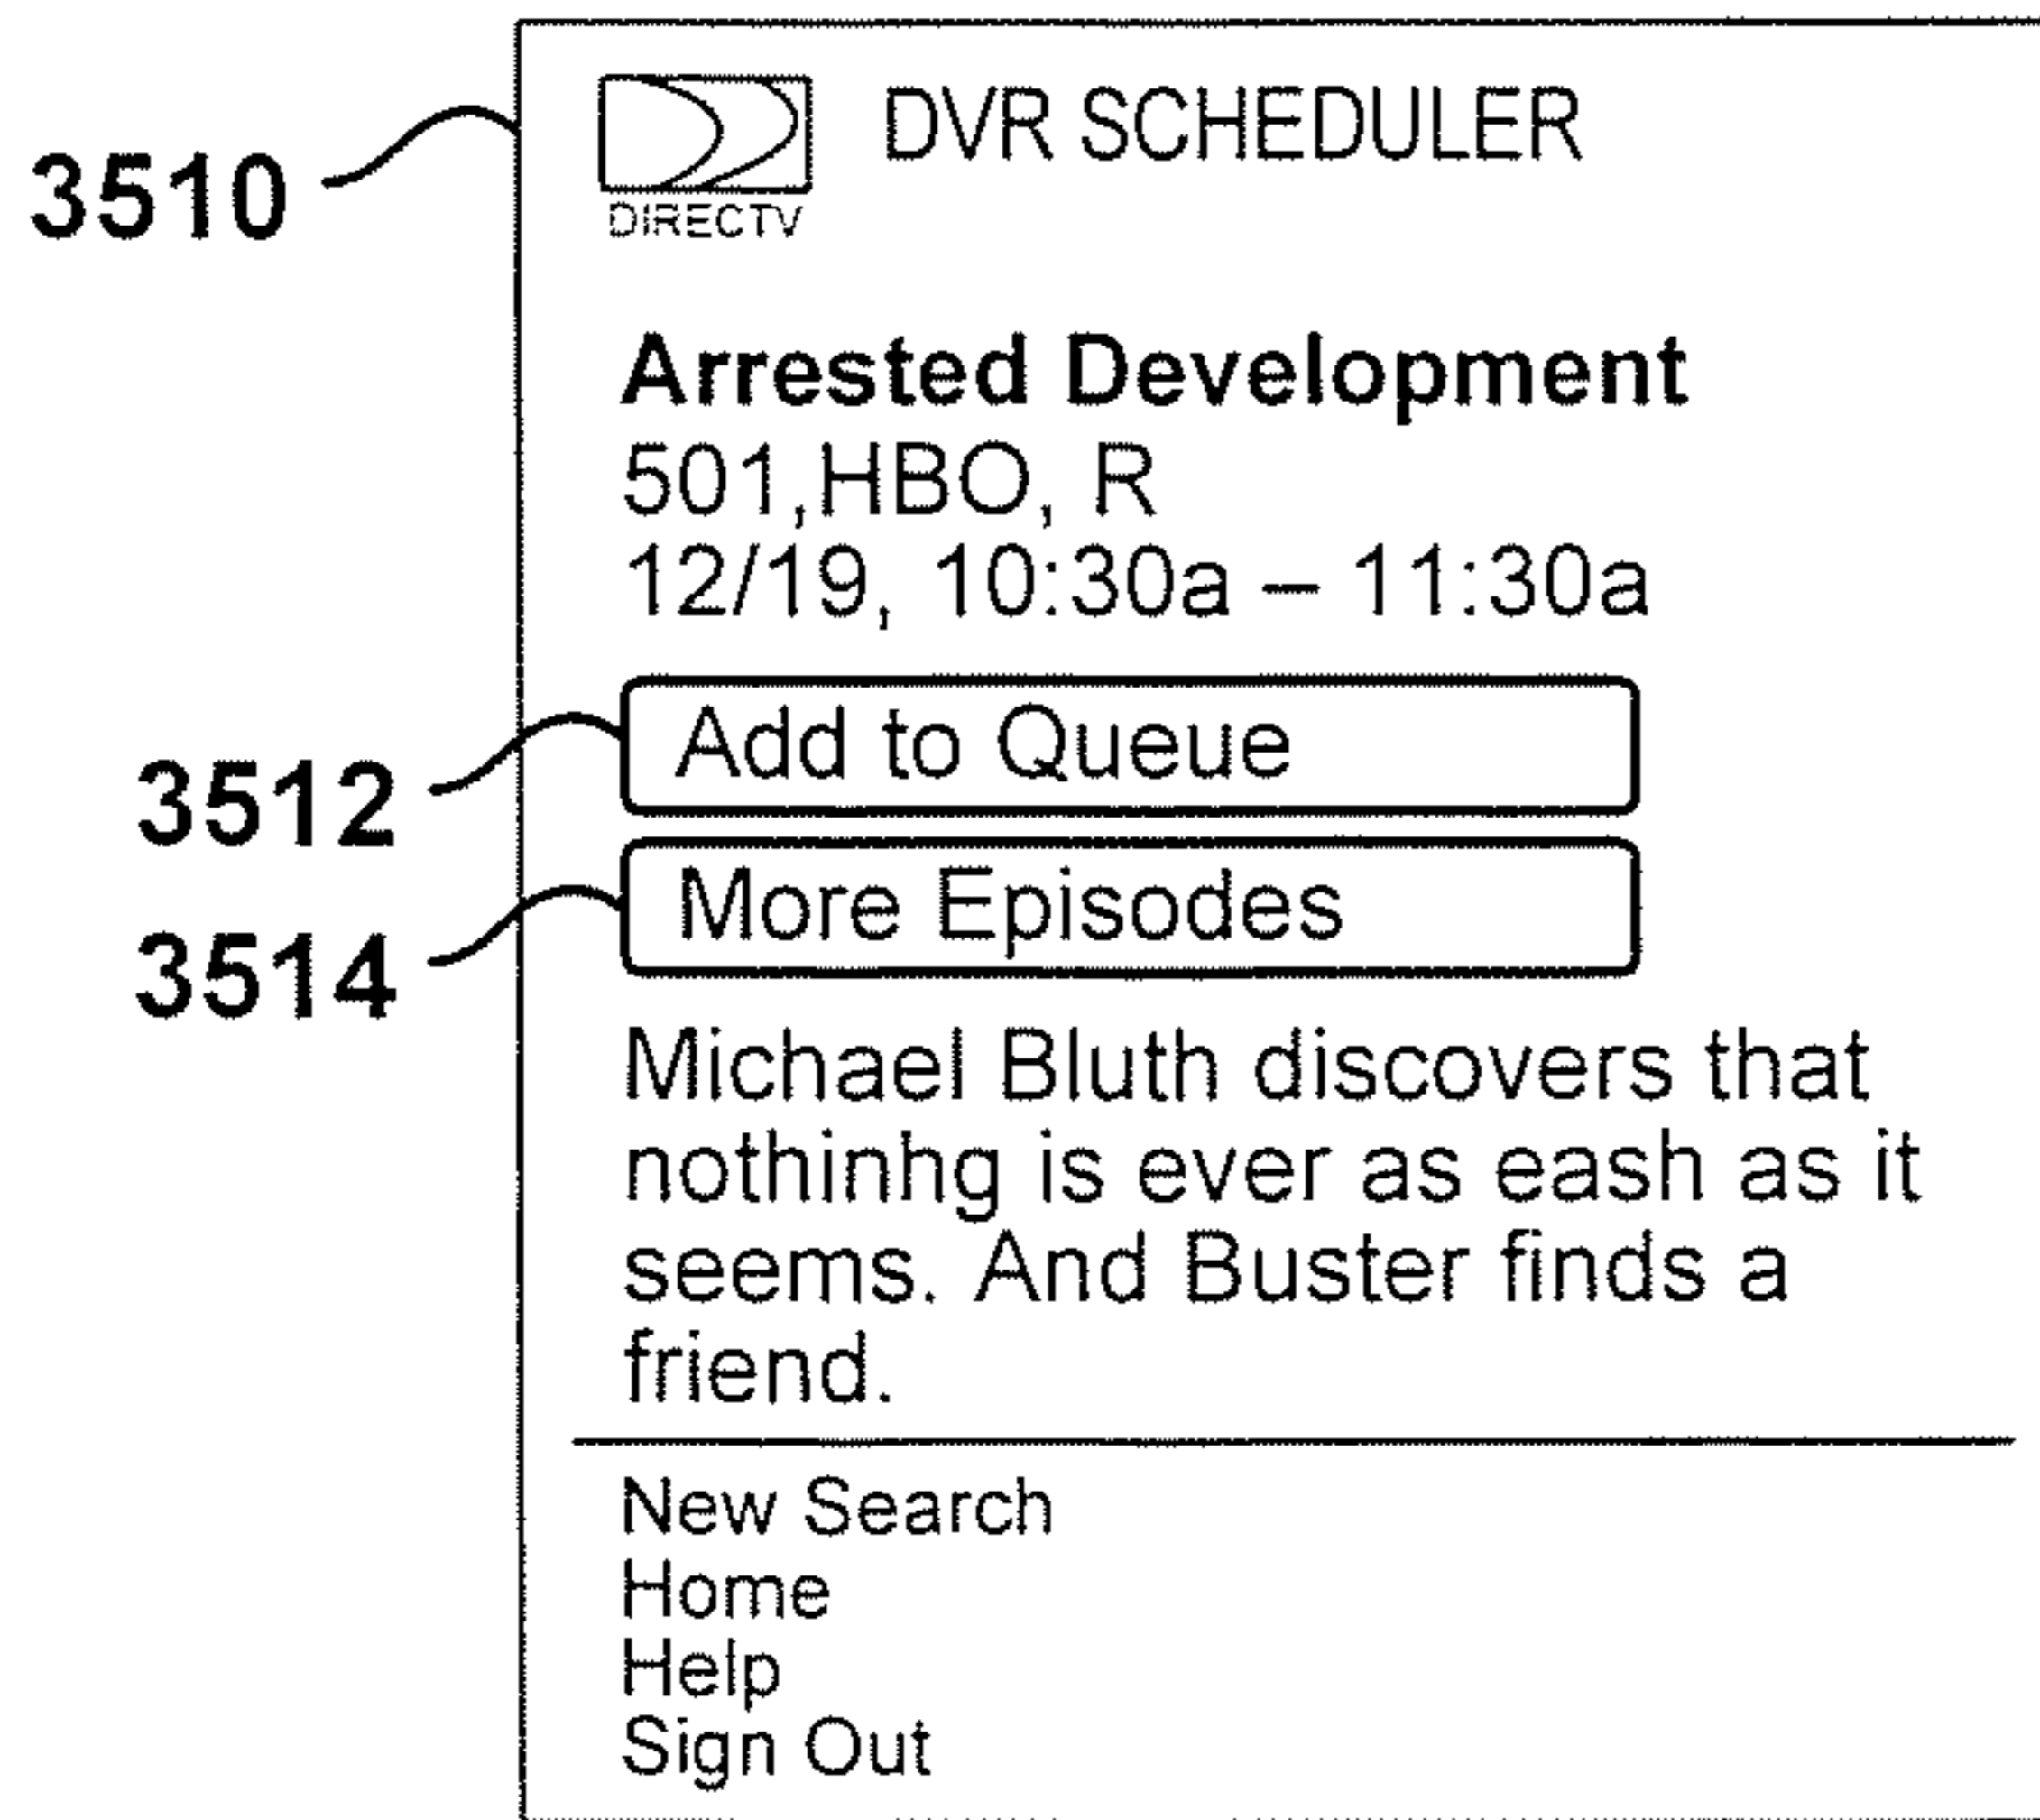 3510
DVR SCHEDULER
DIRECTV
Arrested Development
501,HBO, R
12/19, 10:30a – 11:30a
3512
Add to Queue
3514
More Episodes
Michael Bluth discovers that
nothinhg is ever as eash as it
seems. And Buster finds a
friend.
New Search
Home
Help
Sign Out